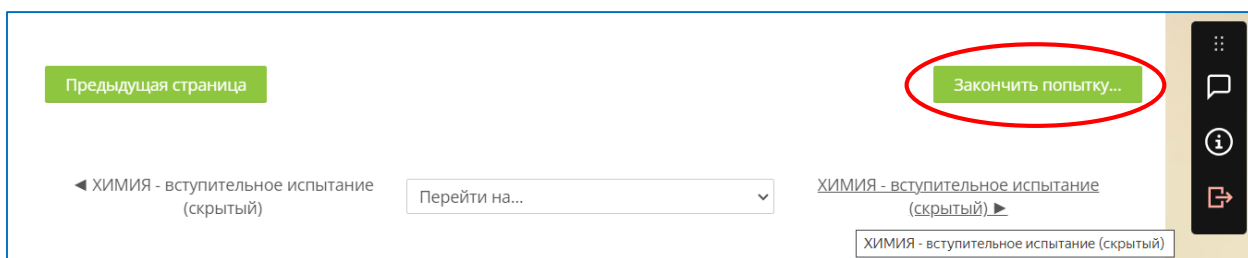 Предыдущая страница
Закончить попытку...
◄ ХИМИЯ - вступительное испытание
(скрытый)
Перейти на...
ХИМИЯ - вступительное испытание
(скрытый) ►
ХИМИЯ - вступительное испытание (скрытый)